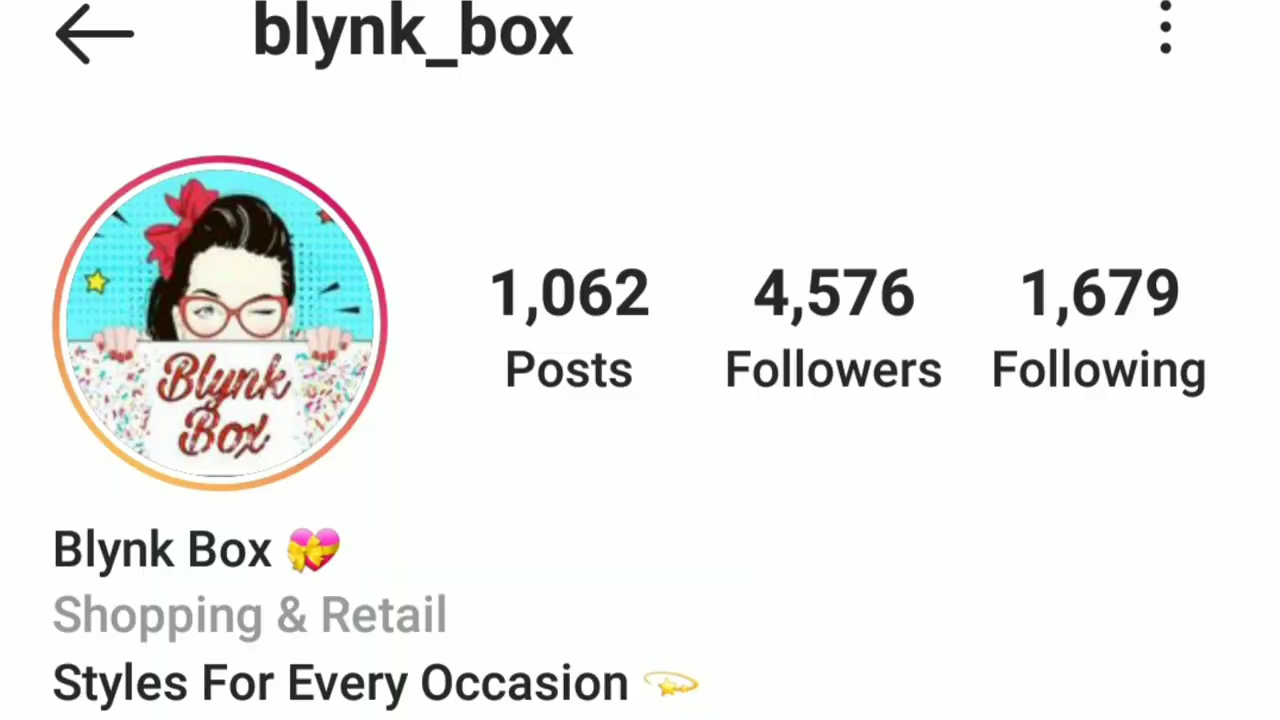 blynk_box
Blynk
Box
1,062 4,576 1,679
Posts Followers Following
Blynk Box 💝
Shopping & Retail
Styles For Every Occasion 💫